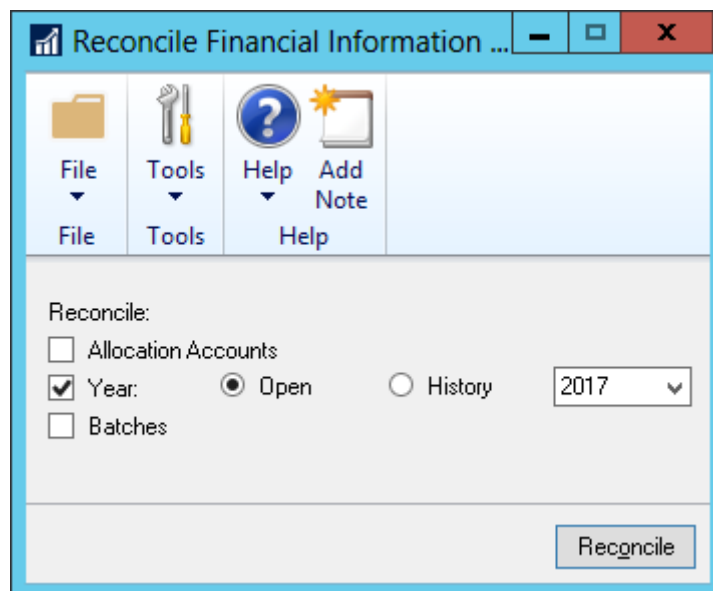 Reconcile Financial Information ...
File
Tools
Help
Add
Note
File
Tools
Help
Reconcile:
Allocation Accounts
Year: Open History 2017
Batches
Reconcile